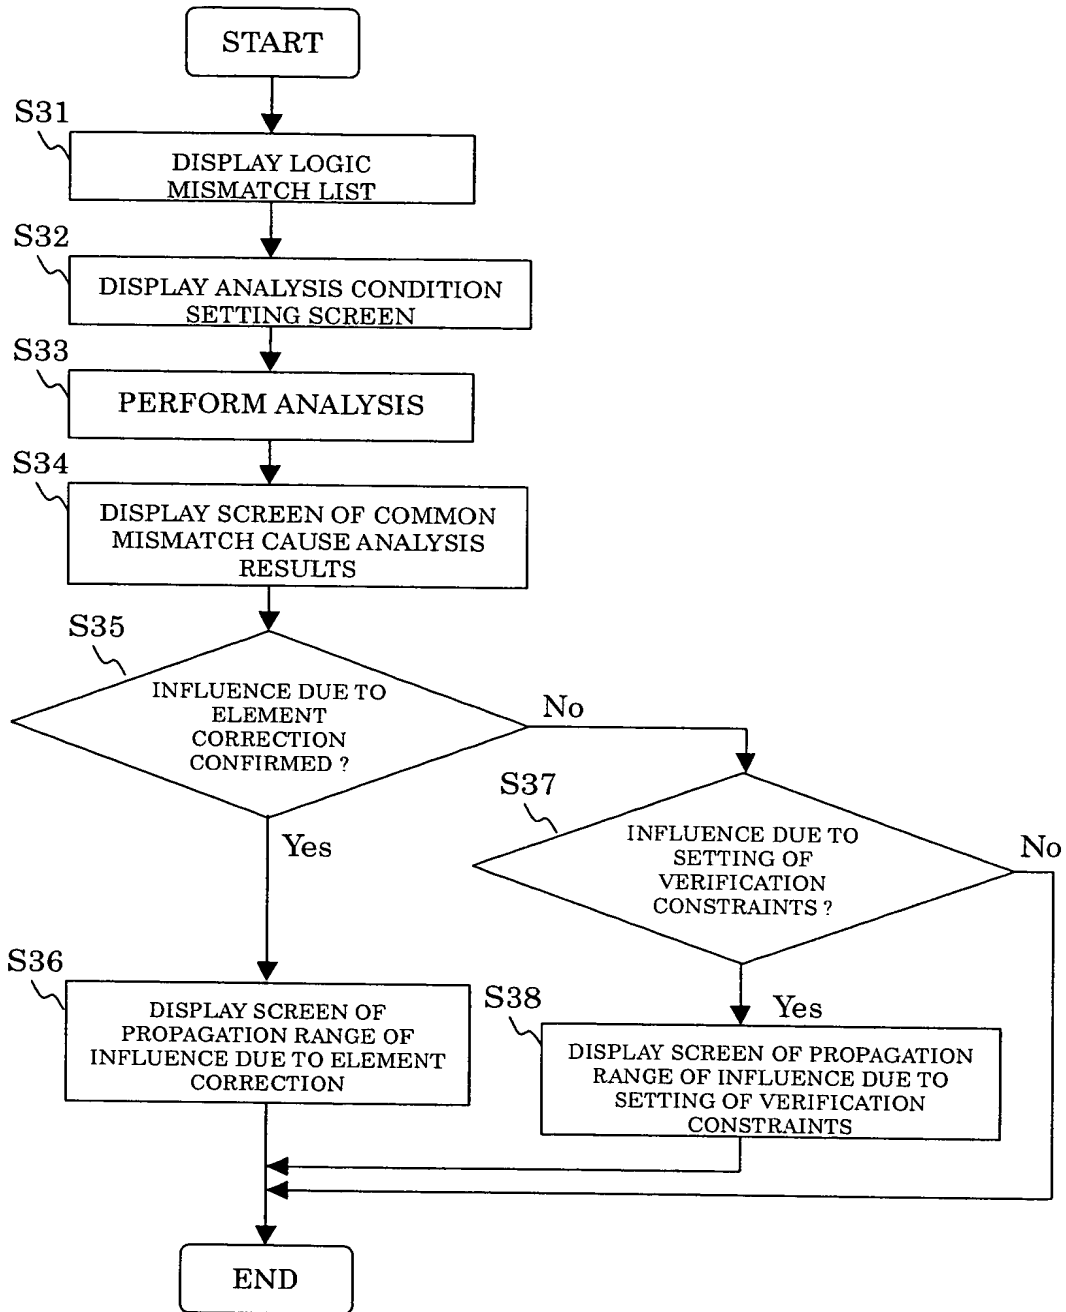 START
S31
DISPLAY LOGIC
MISMATCH LIST
S32
DISPLAY ANALYSIS CONDITION
SETTING SCREEN
S33
PERFORM ANALYSIS
S34
DISPLAY SCREEN OF COMMON
MISMATCH CAUSE ANALYSIS
RESULTS
S35
INFLUENCE DUE TO
ELEMENT
CORRECTION
CONFIRMED ?
No
Yes
S37
INFLUENCE DUE TO
SETTING OF
VERIFICATION
CONSTRAINTS ?
No
Yes
S36
DISPLAY SCREEN OF
PROPAGATION RANGE OF
INFLUENCE DUE TO ELEMENT
CORRECTION
S38
DISPLAY SCREEN OF PROPAGATION
RANGE OF INFLUENCE DUE TO
SETTING OF VERIFICATION
CONSTRAINTS
END